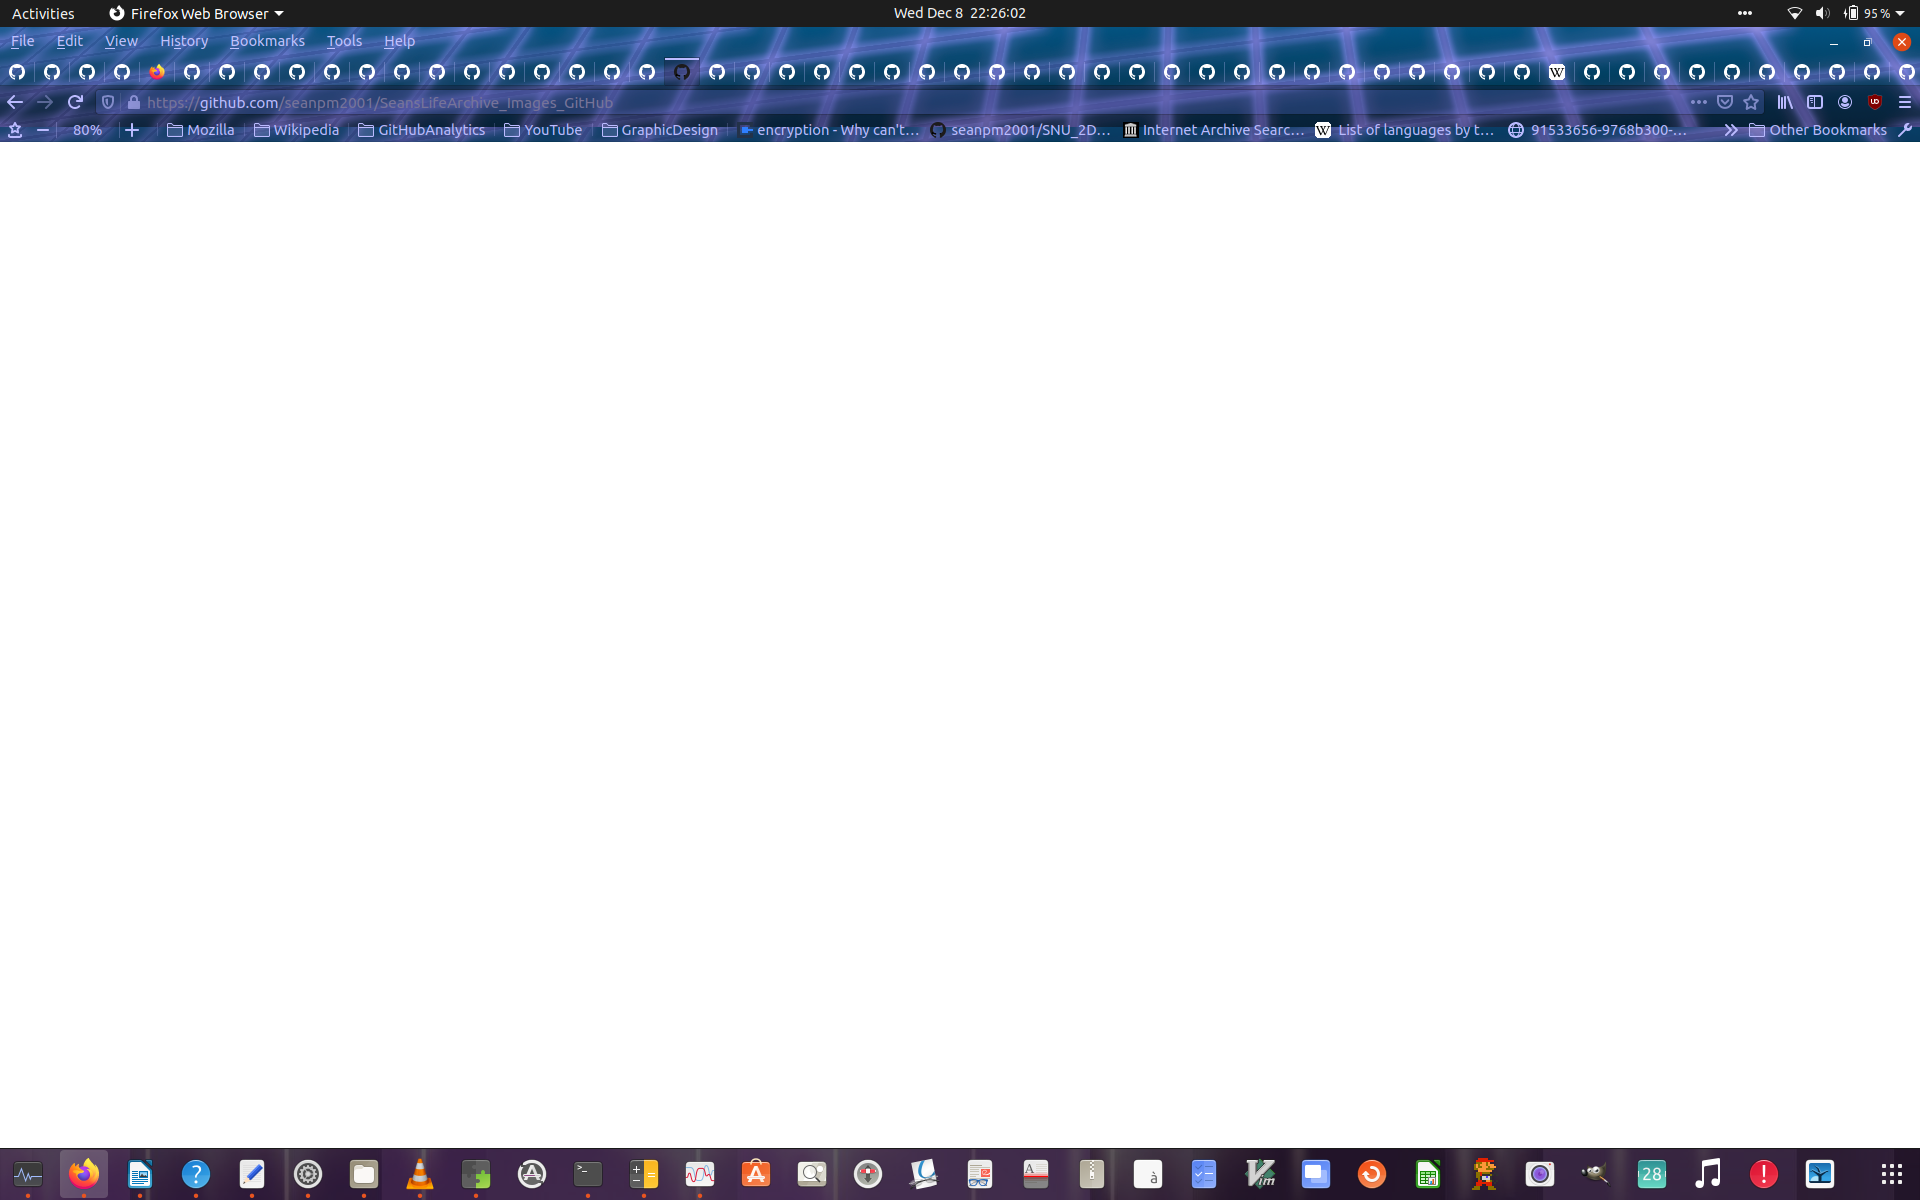 Activities Firefox Web Browser Wed Dec 8 22:26:02 95 %
File Edit View History Bookmarks Tools Help
https://github.com/seanpm2001/SeansLifeArchive_Images_GitHub
80% Mozilla Wikipedia GitHubAnalytics YouTube GraphicDesign encryption - Why can't... seanpm2001/SNU_2D... Internet Archive Searc... List of languages by t... 91533656-9768b300-... Other Bookmarks
28